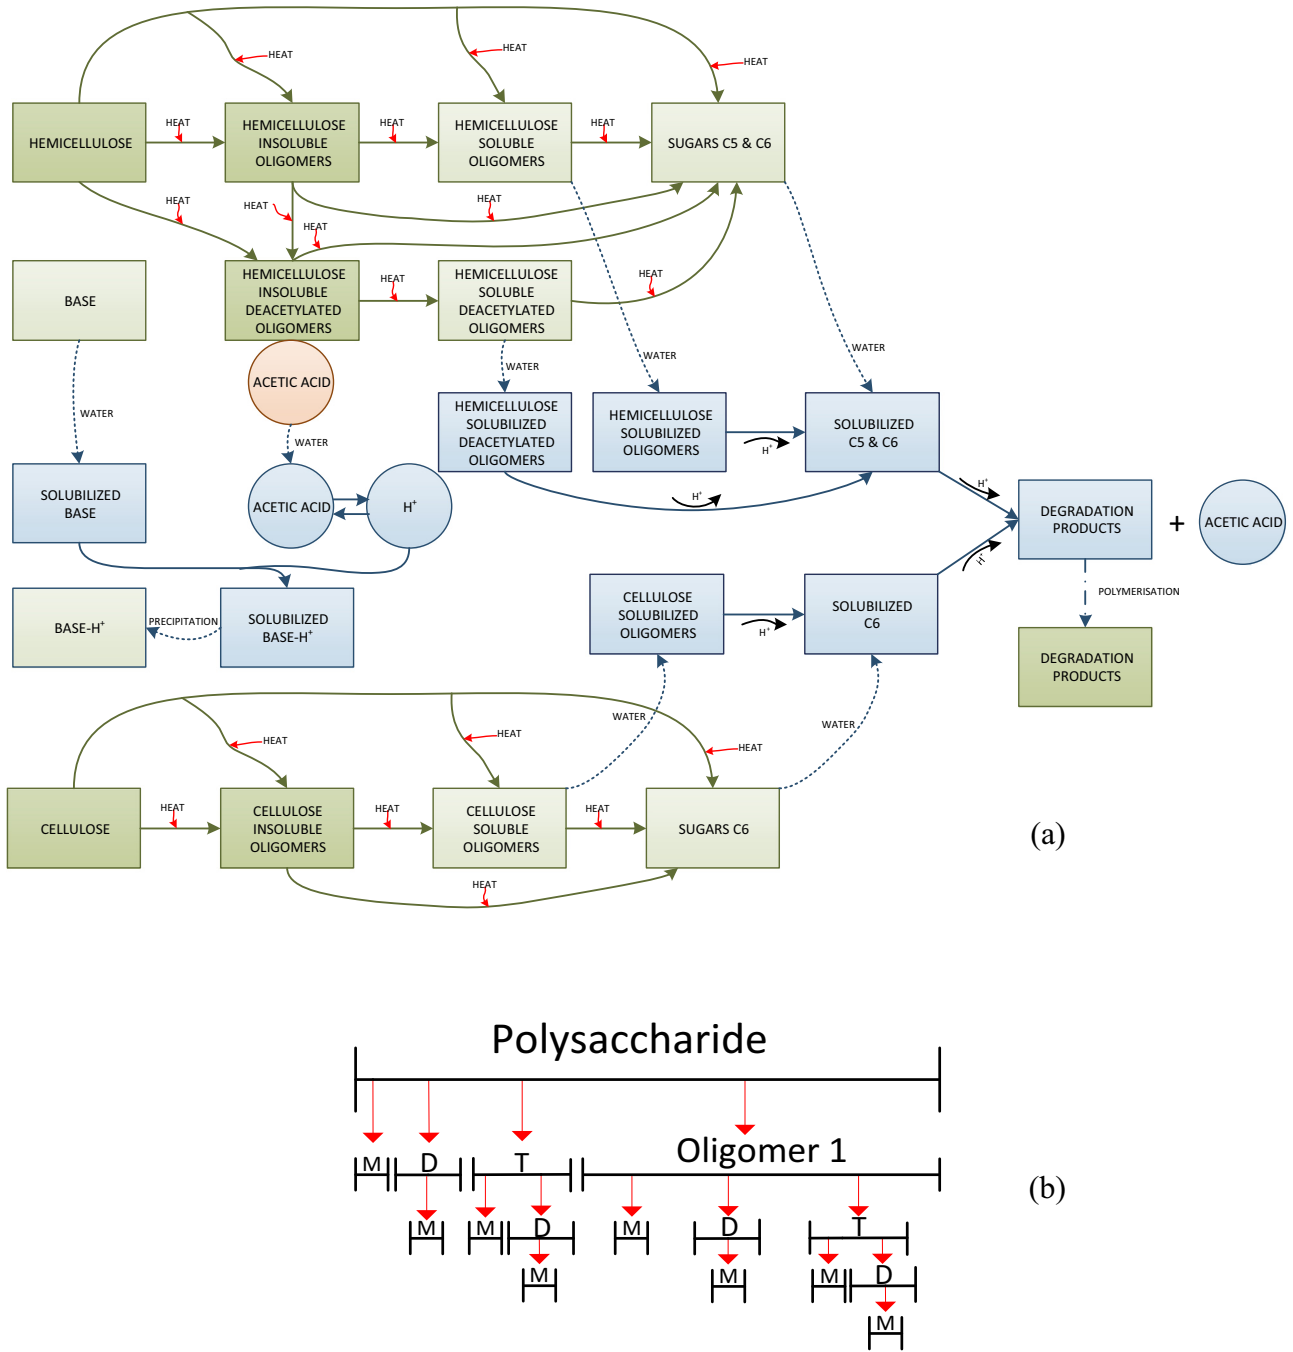 HEAT
HEAT
HEAT
HEAT
HEAT
HEAT
HEMICELLULOSE
HEMICELLULOSE
INSOLUBLE
OLIGOMERS
HEMICELLULOSE
SOLUBLE
OLIGOMERS
SUGARS C5 & C6
HEAT
HEAT
HEAT
HEAT
HEAT
HEAT
BASE
HEMICELLULOSE
INSOLUBLE
DEACETYLATED
OLIGOMERS
HEMICELLULOSE
SOLUBLE
DEACETYLATED
OLIGOMERS
WATER
WATER
WATER
ACETIC ACID
WATER
WATER
HEMICELLULOSE
SOLUBILIZED
DEACETYLATED
OLIGOMERS
HEMICELLULOSE
SOLUBILIZED
OLIGOMERS
H+
SOLUBILIZED
C5 & C6
SOLUBILIZED
BASE
ACETIC ACID
H+
H+
H+
DEGRADATION
PRODUCTS
+
ACETIC ACID
H+
BASE-H+
PRECIPITATION
SOLUBILIZED
BASE-H+
CELLULOSE
SOLUBILIZED
OLIGOMERS
H+
SOLUBILIZED
C6
POLYMERISATION
DEGRADATION
PRODUCTS
WATER
WATER
HEAT
HEAT
HEAT
HEAT
HEAT
HEAT
CELLULOSE
CELLULOSE
INSOLUBLE
OLIGOMERS
CELLULOSE
SOLUBLE
OLIGOMERS
SUGARS C6
(a)
HEAT
Polysaccharide
M
D
T
Oligomer 1
(b)
M
M
D
M
D
T
M
M
M
D
M